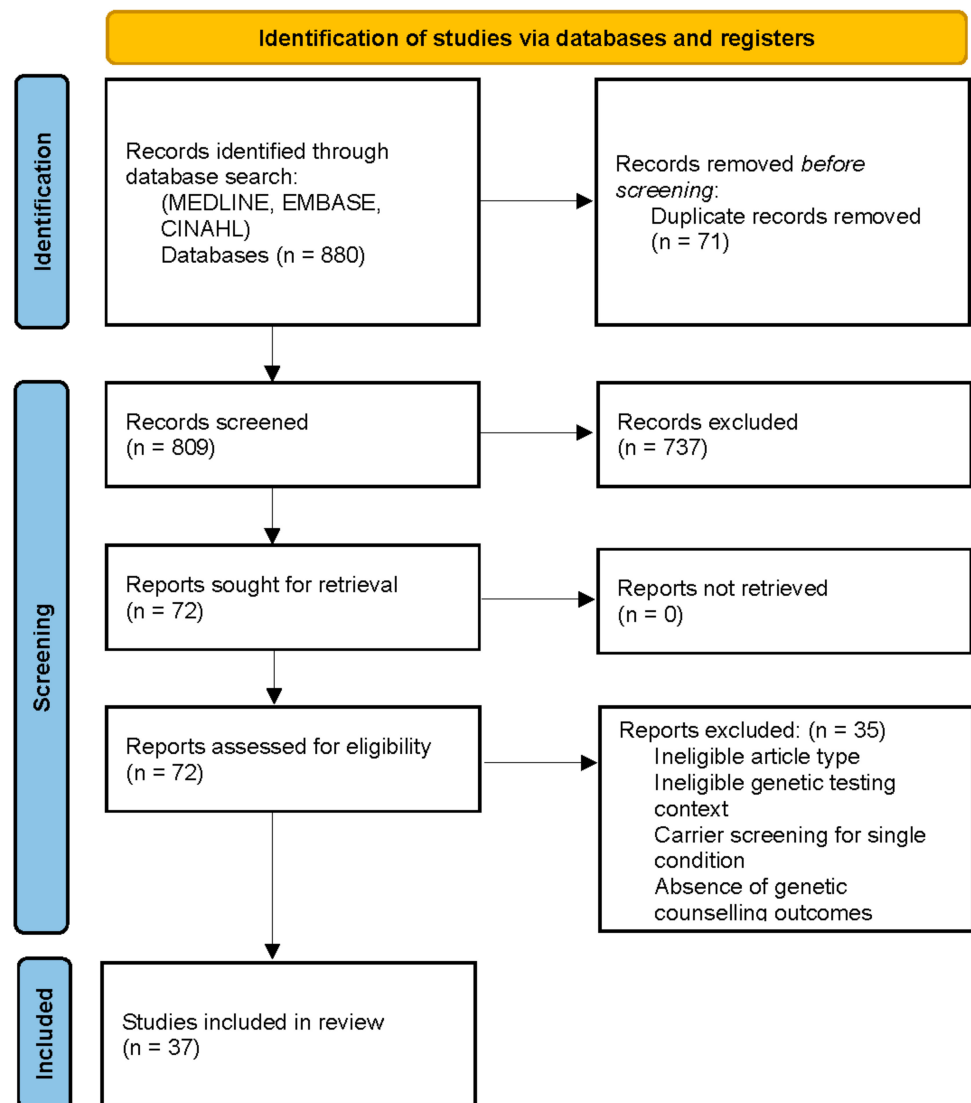 Identification of studies via databases and registers
Identification
Records identified through
database search:
(MEDLINE, EMBASE,
CINAHL)
Databases (n = 880)
Records removed before
screening:
Duplicate records removed
(n = 71)
Screening
Records screened
(n = 809)
Records excluded
(n = 737)
Reports sought for retrieval
(n = 72)
Reports not retrieved
(n = 0)
Reports assessed for eligibility
(n = 72)
Reports excluded: (n = 35)
Ineligible article type
Ineligible genetic testing
context
Carrier screening for single
condition
Absence of genetic
counselling outcomes
Included
Studies included in review
(n = 37)